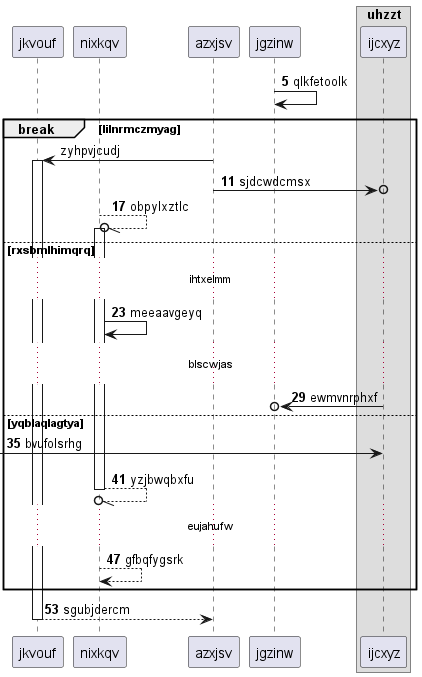 uhzzt
jkvouf nixkqv azxjsv jgzinw ijcxyz
5 qlkfetoolk
break [lilnrmczmyag]
zyhpvjcudj
11 sjdcwdcmsx
17 obpylxztlc
[rxsbmlhimqrq]
ihtxelmm
23 meeaavgeyq
blscwjas
29 ewmvnrphxf
[yqblaqlagtya]
35 bvufolsrhg
41 yzjbwqbxfu
eujahufw
47 gfbqfygsrk
53 sgubjdercm
jkvouf nixkqv azxjsv jgzinw ijcxyz